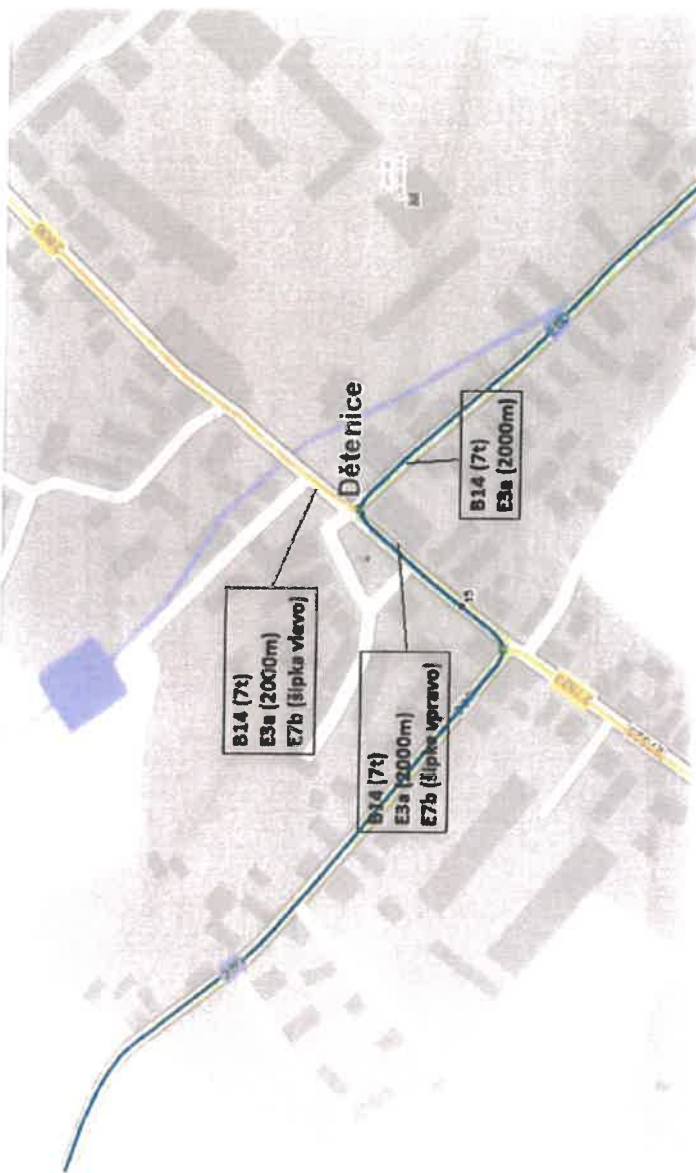 Dětenice
B14 (7t)
E3a (2000m)
E7b (šipka vlevo)
B14 (7t)
E3a (2000m)
E7b (šipka vpravo)
B14 (7t)
E3a (2000m)
15